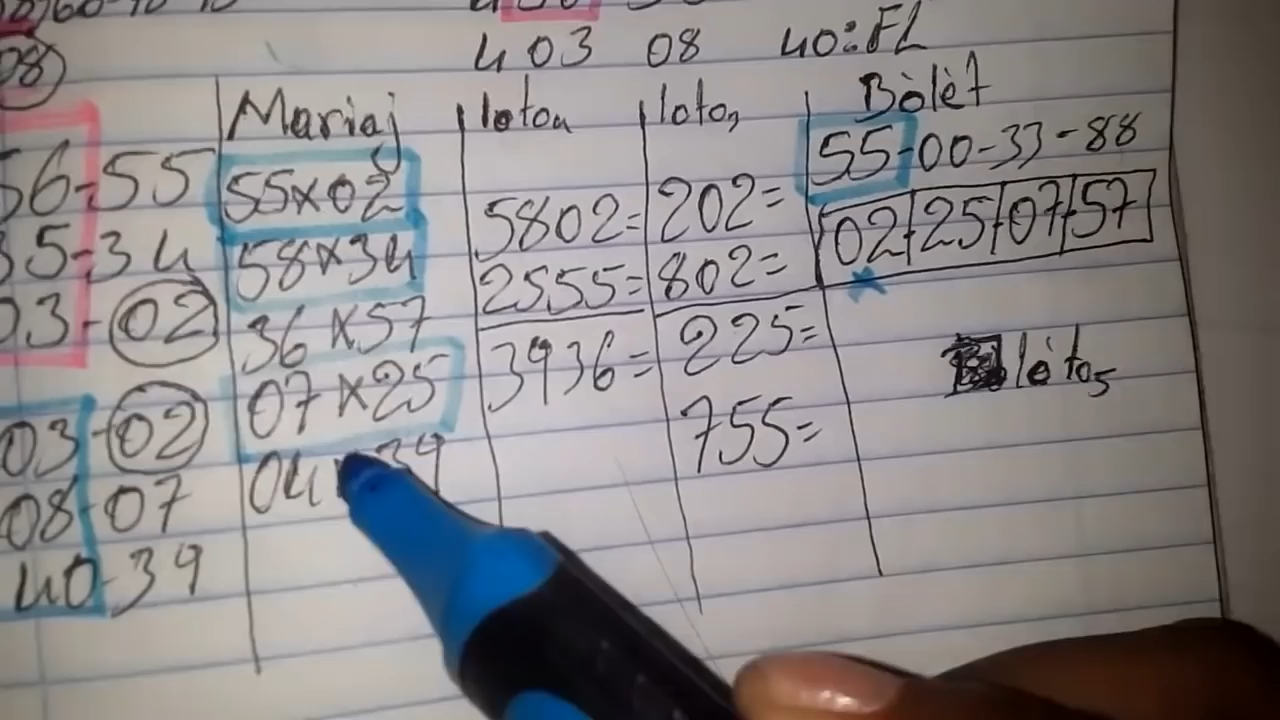 403 08 40:FL
08
Mariaj loto4 loto3 Bòlèt
56-55 55x02 55-00-33-88
35-34 58x34 5802= 202= 02-25-07-57
03-02 36x57 2555= 802=
03-02 07x25 3936= 225= lèto5
08-07 04x39 755=
40-39